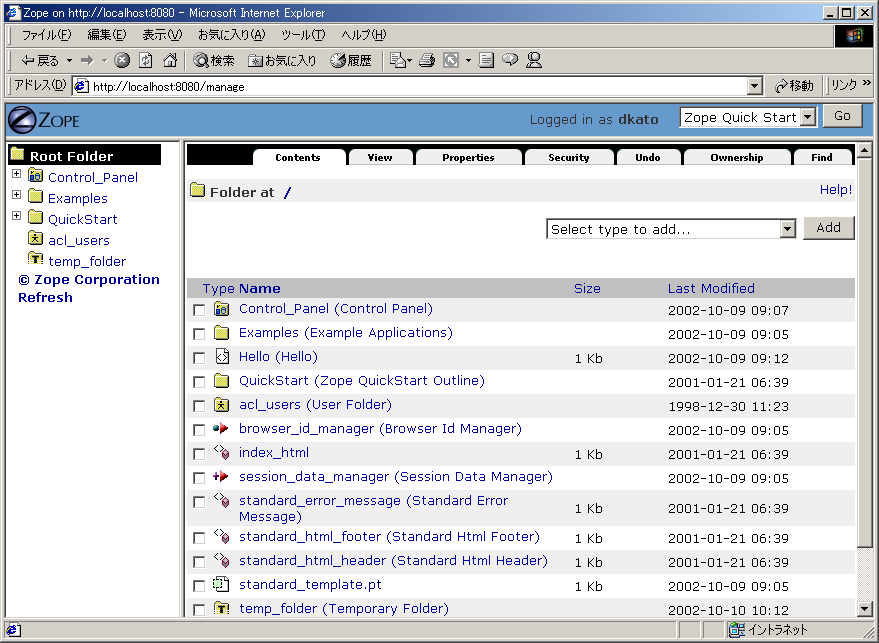 Zope on http://localhost:8080 - Microsoft Internet Explorer
ファイル(F) 編集(E) 表示(V) お気に入り(A) ツール(T) ヘルプ(H)
戻る 検索 お気に入り 履歴
アドレス(D) http://localhost:8080/manage 移動 リンク »
ZOPE Logged in as dkato Zope Quick Start Go
Root Folder
Control_Panel
Examples
QuickStart
acl_users
temp_folder
© Zope Corporation
Refresh
Contents View Properties Security Undo Ownership Find
Folder at / Help!
Select type to add... Add
Type Name Size Last Modified
Control_Panel (Control Panel) 2002-10-09 09:07
Examples (Example Applications) 2002-10-09 09:05
Hello (Hello) 1 Kb 2002-10-09 09:12
QuickStart (Zope QuickStart Outline) 2001-01-21 06:39
acl_users (User Folder) 1998-12-30 11:23
browser_id_manager (Browser Id Manager) 2002-10-09 09:05
index_html 1 Kb 2001-01-21 06:39
session_data_manager (Session Data Manager) 2002-10-09 09:05
standard_error_message (Standard Error
Message) 1 Kb 2001-01-21 06:39
standard_html_footer (Standard Html Footer) 1 Kb 2001-01-21 06:39
standard_html_header (Standard Html Header) 1 Kb 2001-01-21 06:39
standard_template.pt 1 Kb 2002-10-09 09:05
temp_folder (Temporary Folder) 2002-10-10 10:12
イントラネット